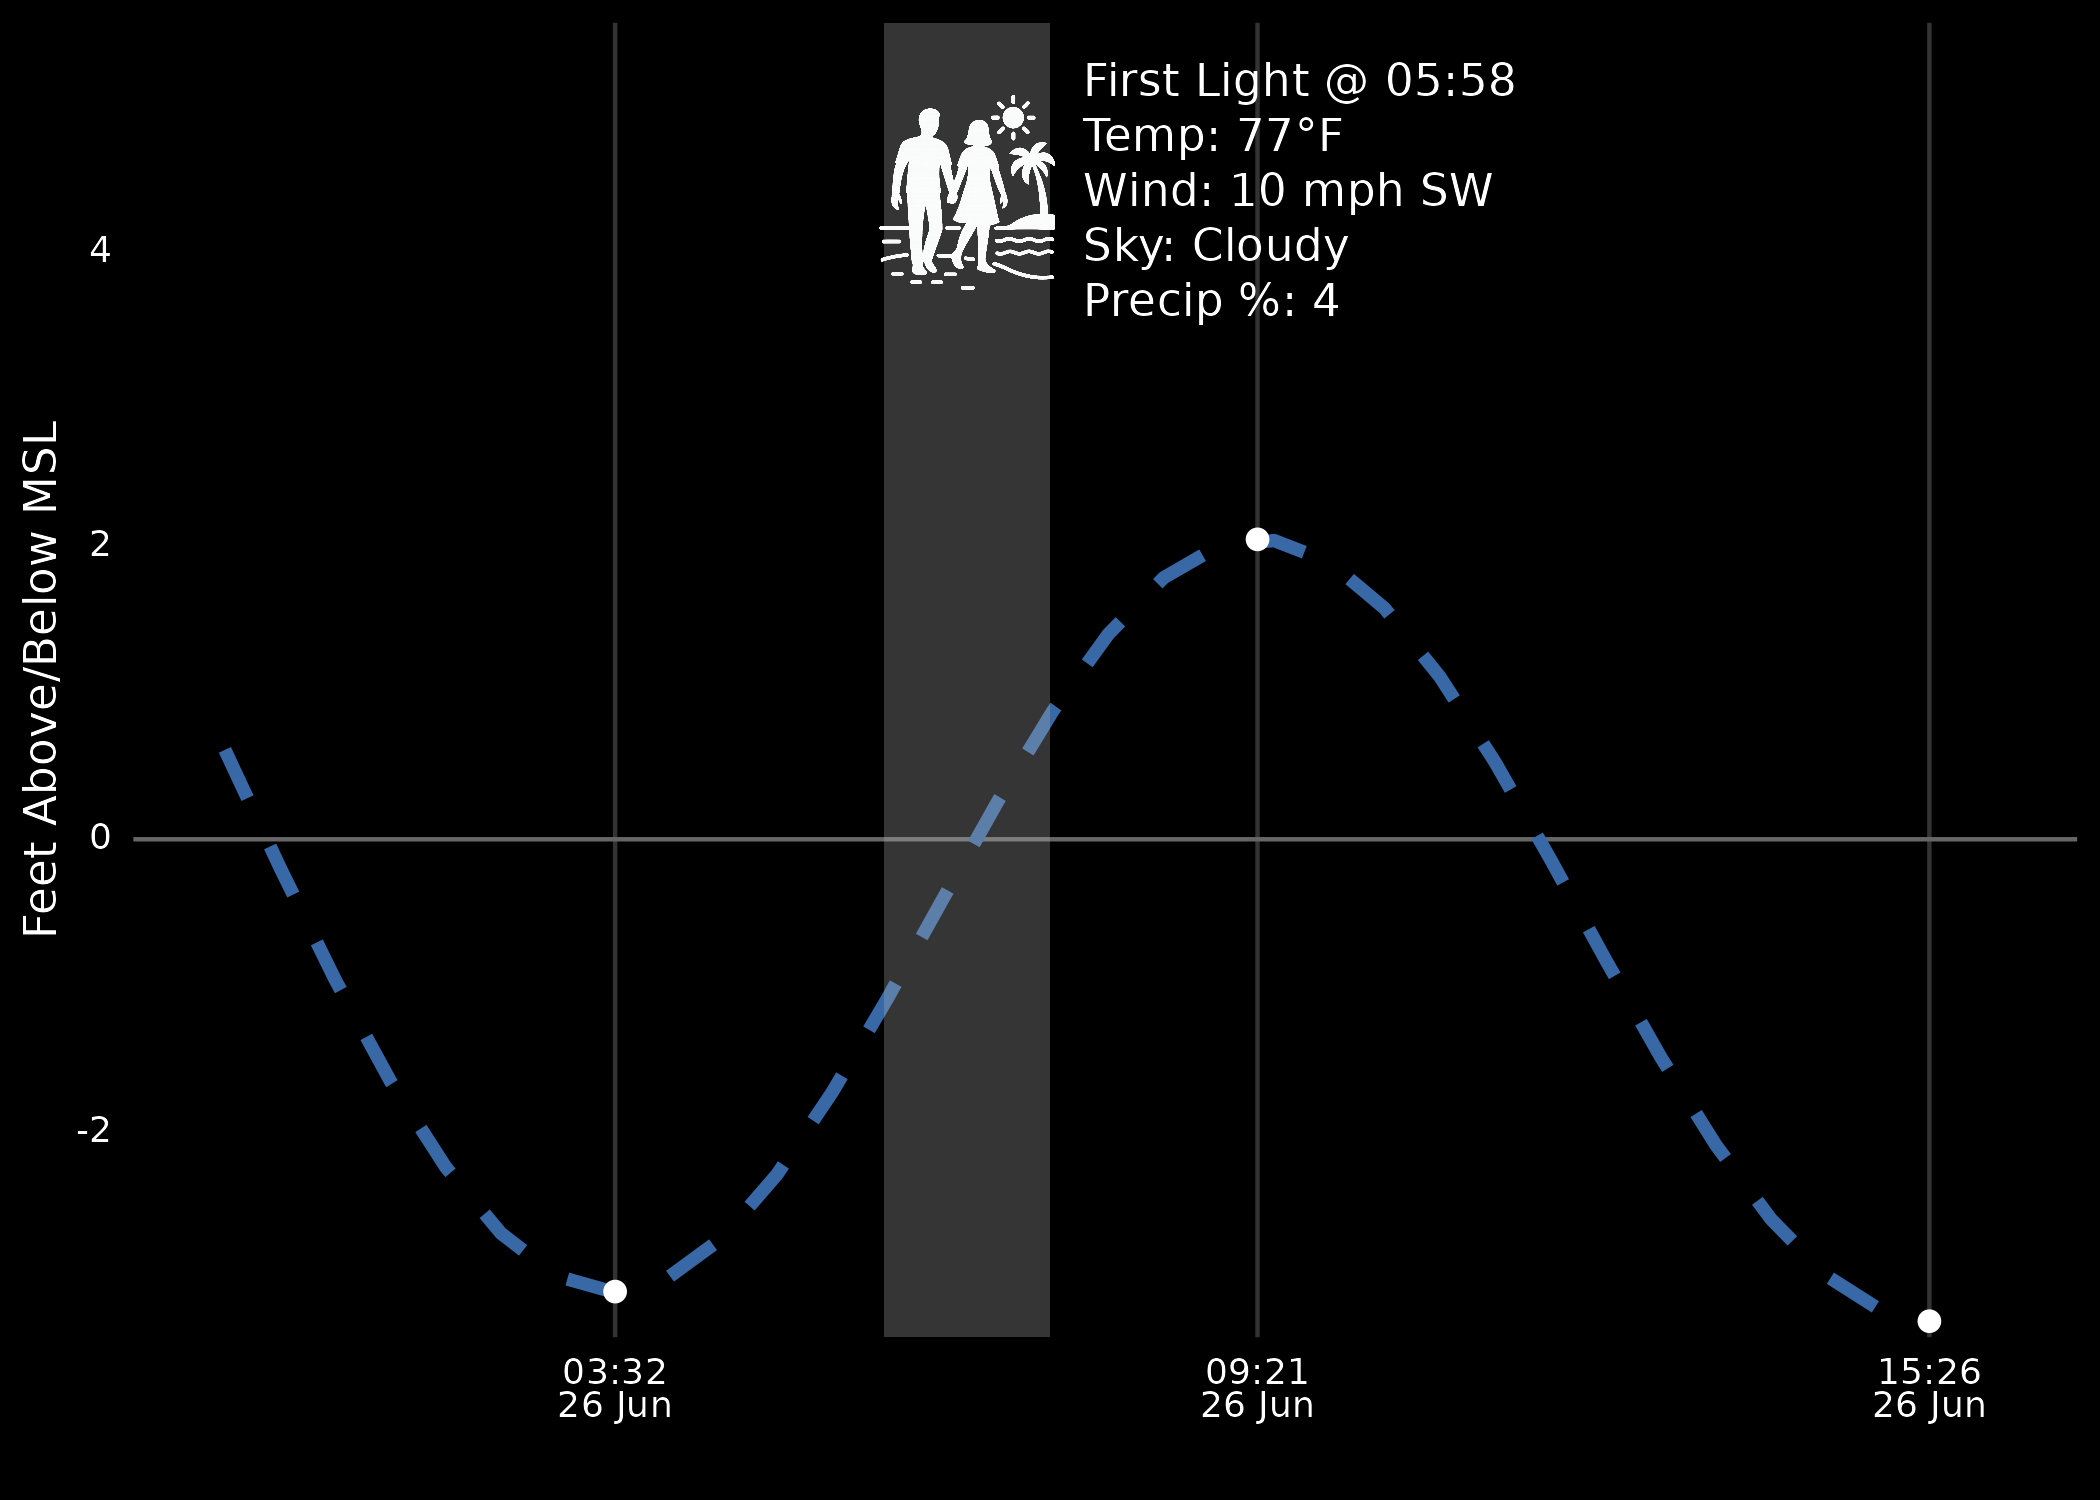 First Light @ 05:58
Temp: 77°F
Wind: 10 mph SW
Sky: Cloudy
Precip %: 4
Feet Above/Below MSL
4
2
0
-2
03:32
26 Jun
09:21
26 Jun
15:26
26 Jun